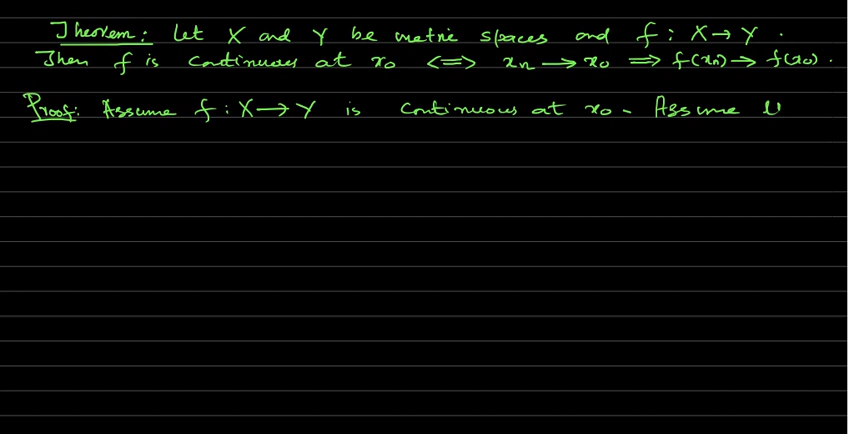 Theorem: Let X and Y be metric spaces and f : X → Y .
Then f is continuous at x₀ <=> xₙ → x₀ => f(xₙ) → f(x₀) .
Proof: Assume f : X → Y is continuous at x₀ - Assume